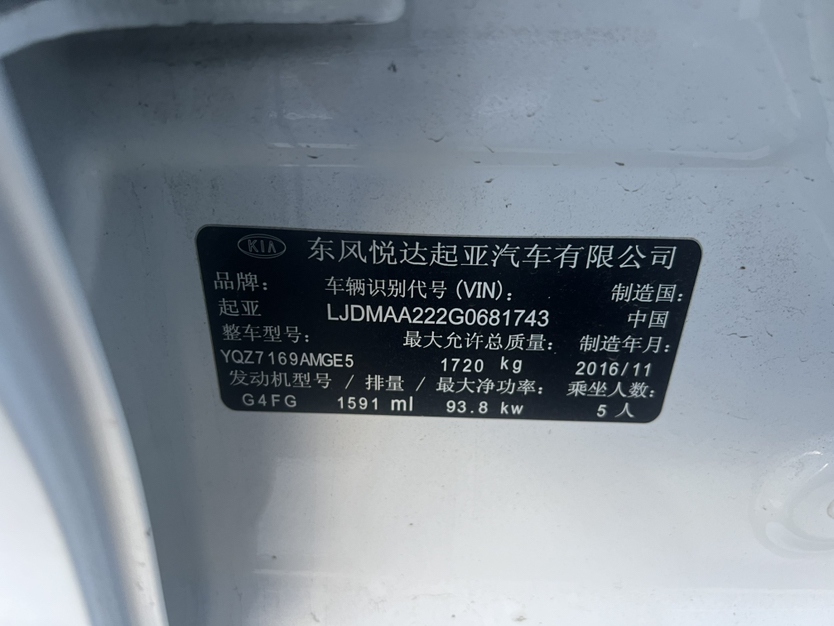 KIA 东风悦达起亚汽车有限公司
品牌： 车辆识别代号(VIN)： 制造国：
起亚 LJDMAA222G0681743 中国
整车型号： 最大允许总质量： 制造年月：
YQZ7169AMGE5 1720 kg 2016/11
发动机型号 / 排量 / 最大净功率： 乘坐人数：
G4FG 1591 ml 93.8 kw 5 人